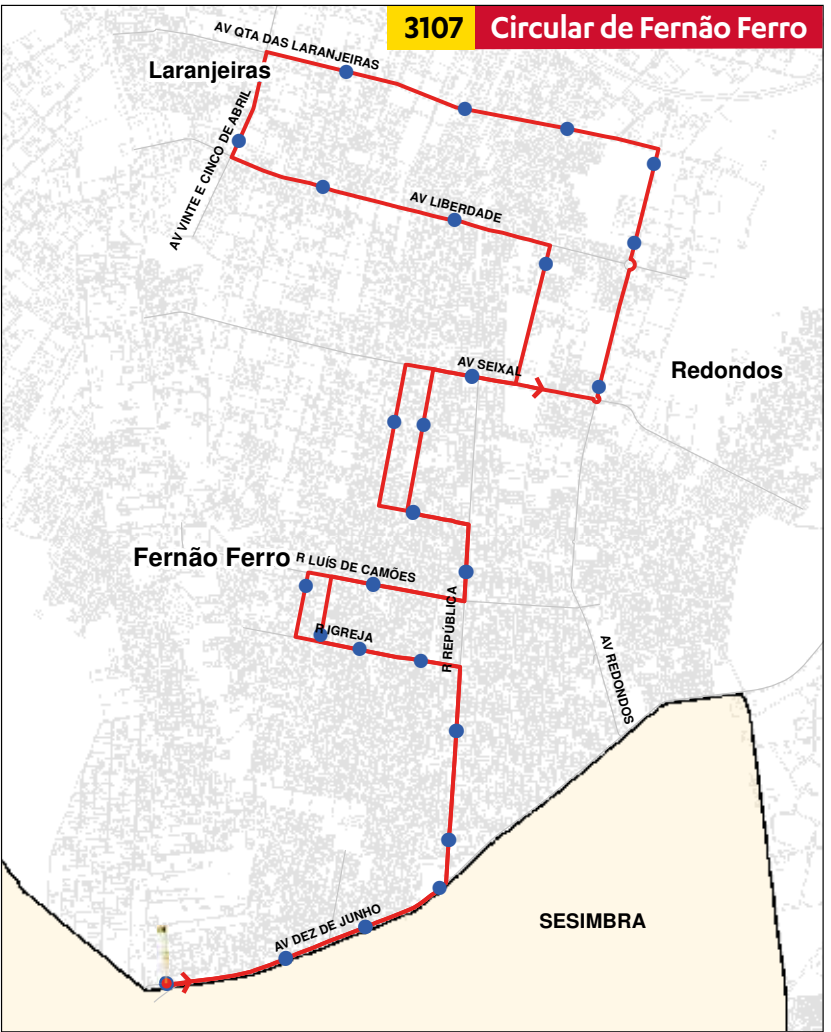 3107 Circular de Fernão Ferro
AV QTA DAS LARANJEIRAS
Laranjeiras
AV VINTE E CINCO DE ABRIL
AV LIBERDADE
AV SEIXAL
Redondos
Fernão Ferro
R LUÍS DE CAMÕES
R IGREJA
R REPÚBLICA
AV REDONDOS
AV DEZ DE JUNHO
SESIMBRA